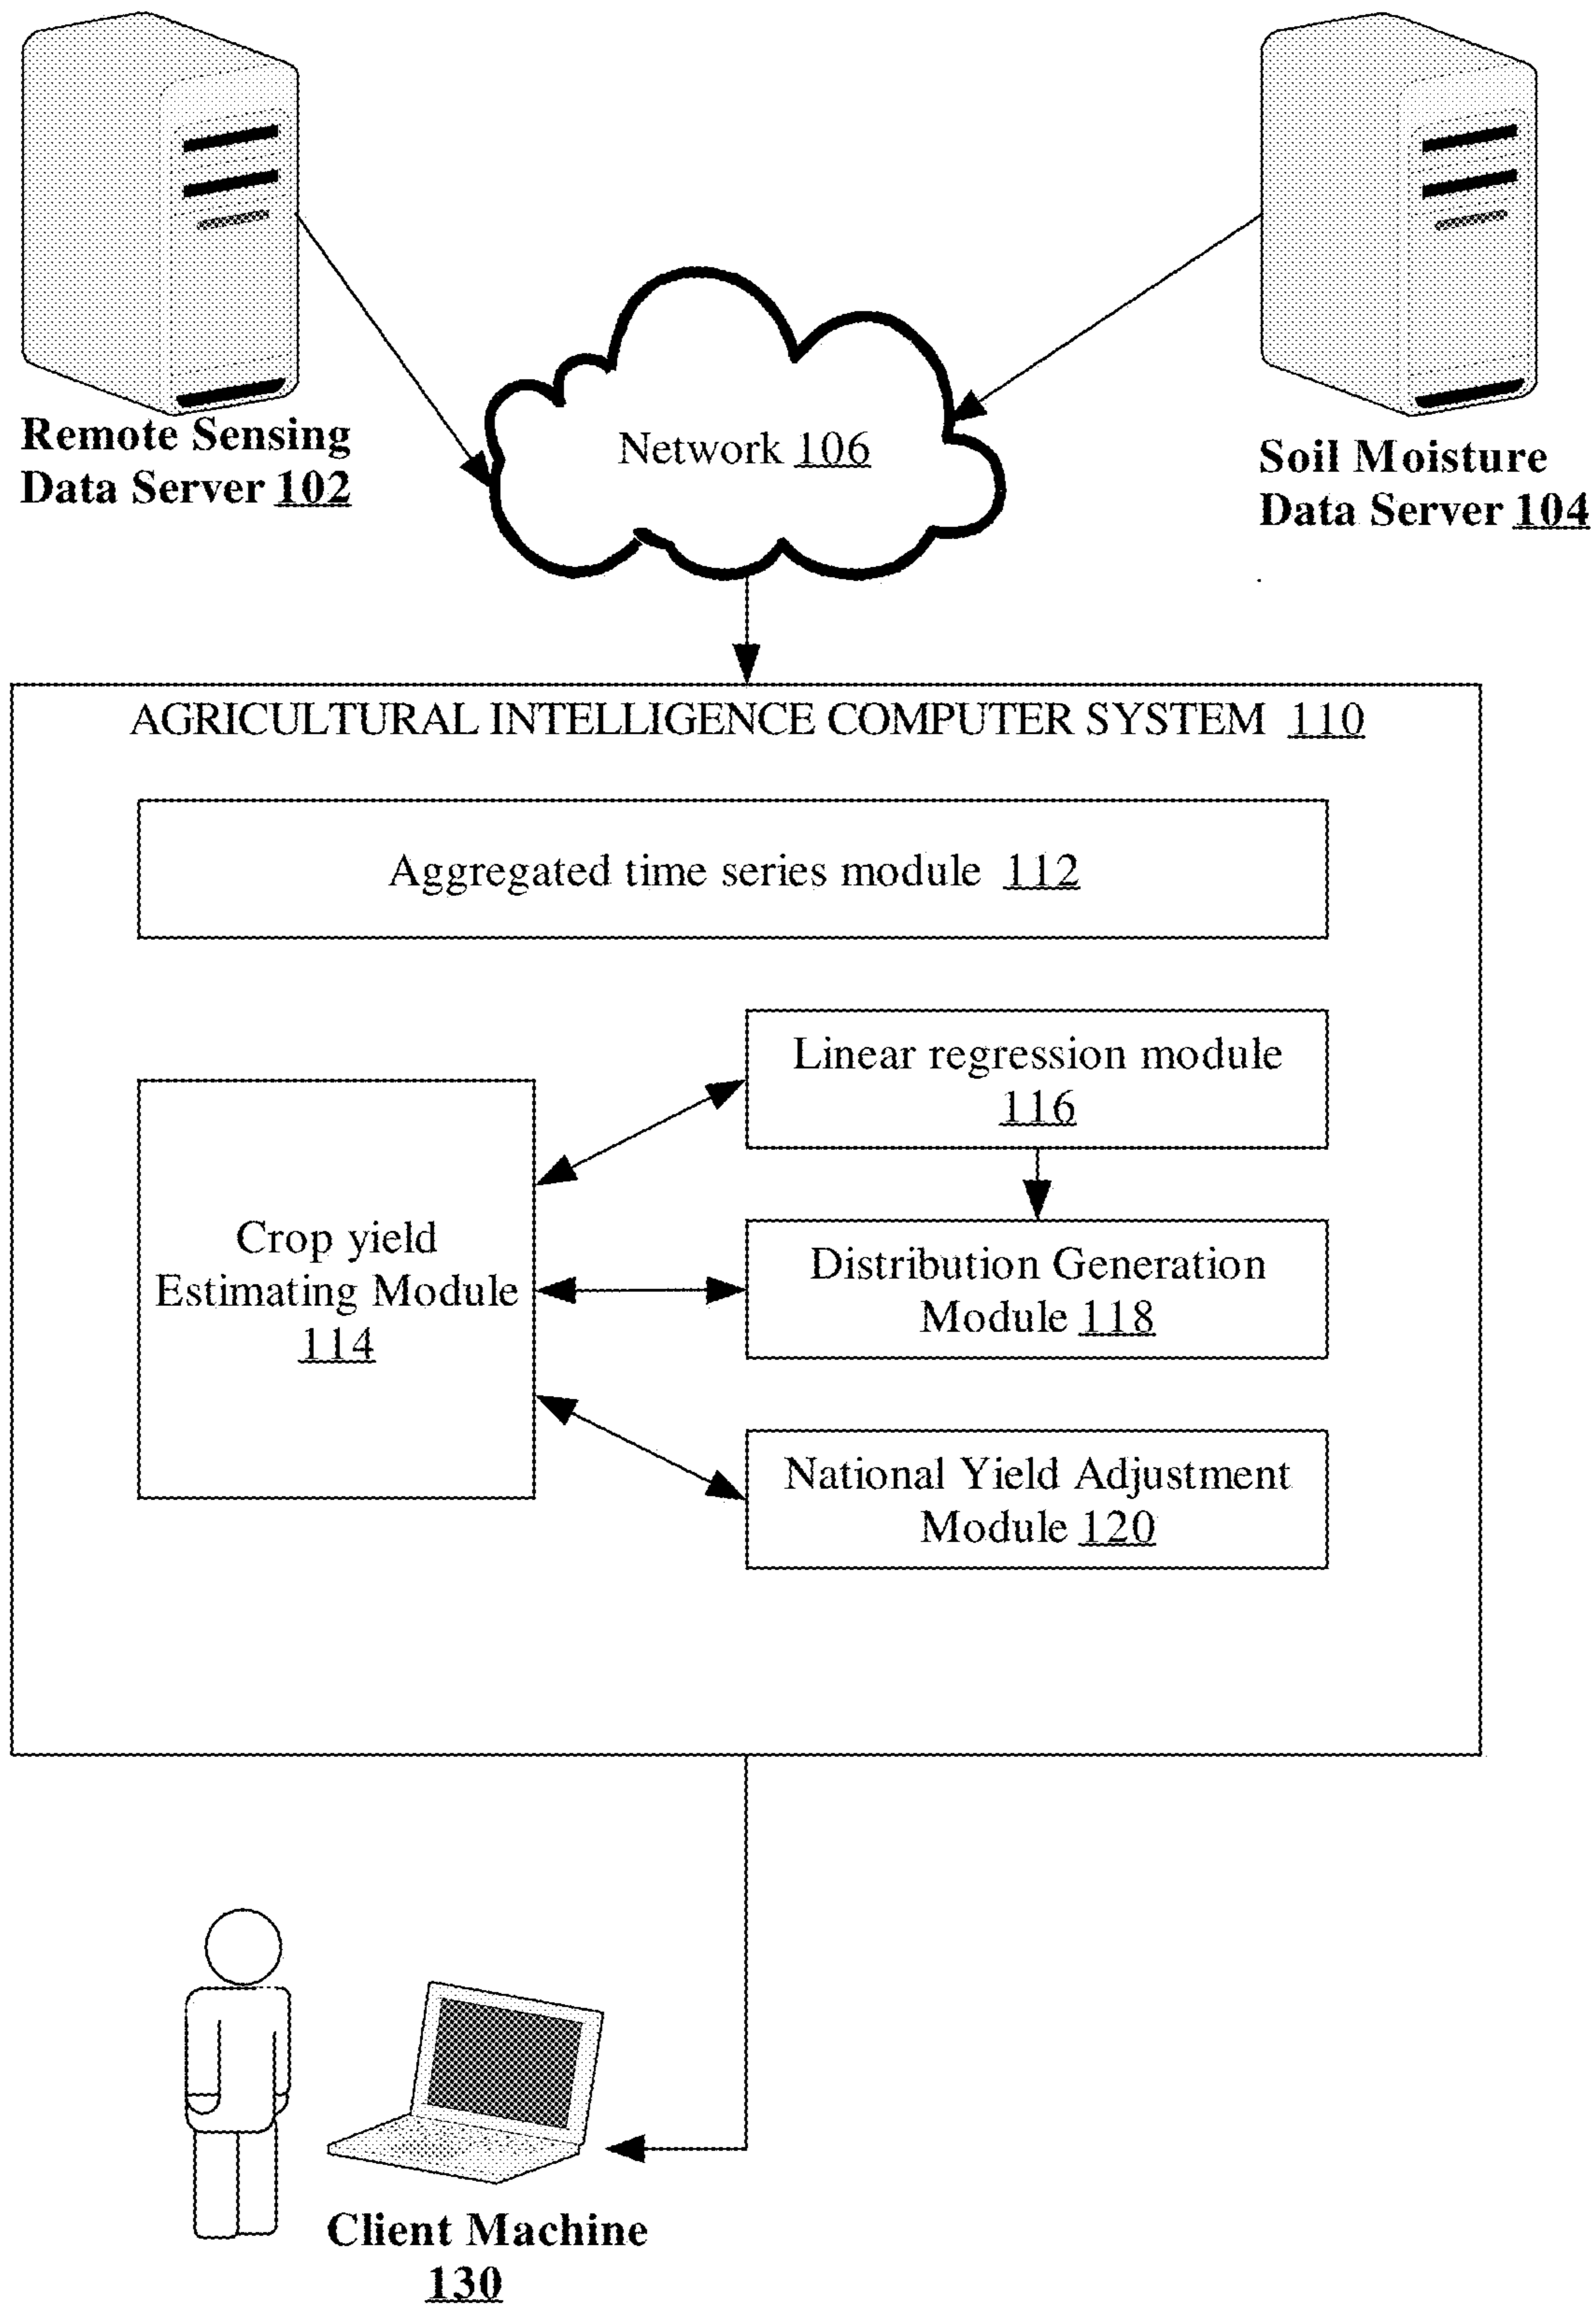 Remote Sensing
Data Server 102
Network 106
Soil Moisture
Data Server 104
AGRICULTURAL INTELLIGENCE COMPUTER SYSTEM 110
Aggregated time series module 112
Linear regression module
116
Crop yield
Estimating Module
114
Distribution Generation
Module 118
National Yield Adjustment
Module 120
Client Machine
130